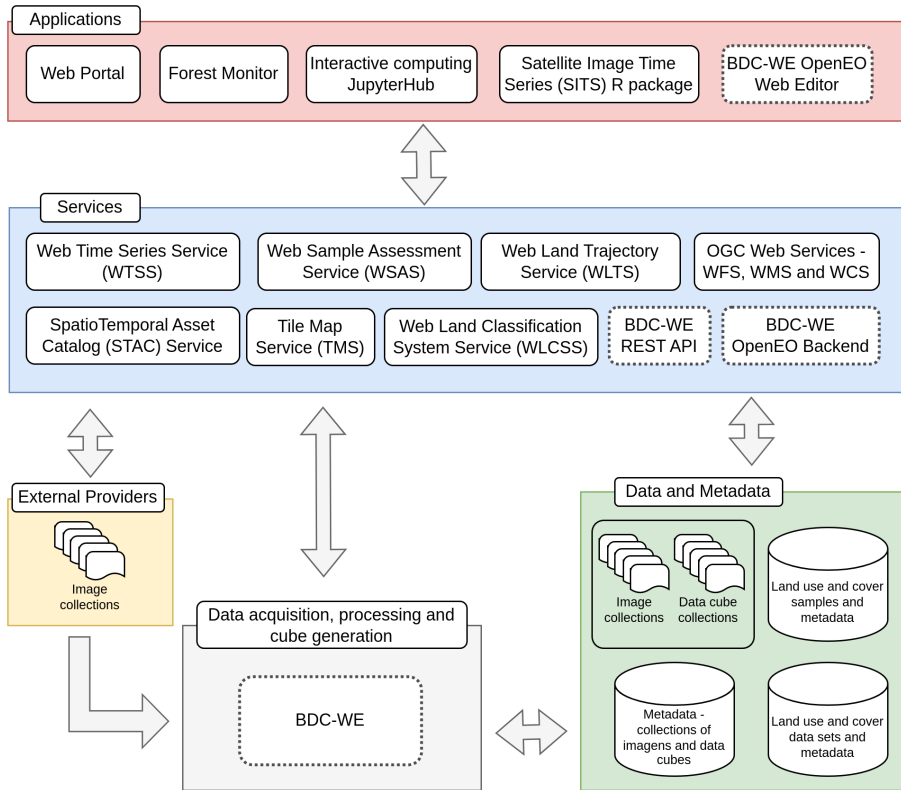 Applications
Web Portal
Forest Monitor
Interactive computing
JupyterHub
Satellite Image Time
Series (SITS) R package
BDC-WE OpenEO
Web Editor
Services
Web Time Series Service
(WTSS)
Web Sample Assessment
Service (WSAS)
Web Land Trajectory
Service (WLTS)
OGC Web Services -
WFS, WMS and WCS
SpatioTemporal Asset
Catalog (STAC) Service
Tile Map
Service (TMS)
Web Land Classification
System Service (WLCSS)
BDC-WE
REST API
BDC-WE
OpenEO Backend
External Providers
Image
collections
Data acquisition, processing and
cube generation
BDC-WE
Data and Metadata
Image
collections
Data cube
collections
Land use and cover
samples and
metadata
Metadata -
collections of
imagens and data
cubes
Land use and cover
data sets and
metadata